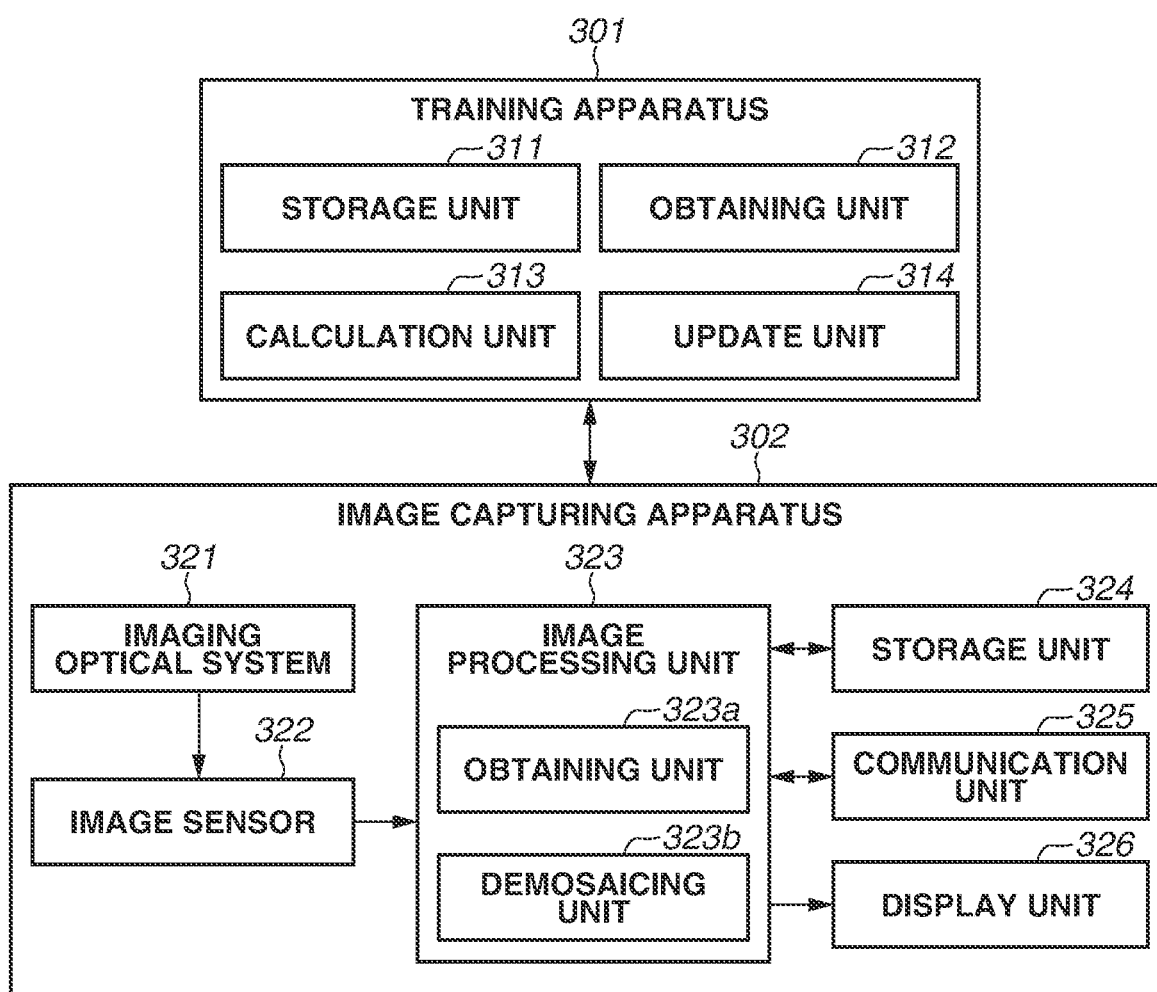 301
TRAINING APPARATUS
311
312
STORAGE UNIT
OBTAINING UNIT
313
314
CALCULATION UNIT
UPDATE UNIT
302
IMAGE CAPTURING APPARATUS
321
323
324
IMAGING
OPTICAL SYSTEM
IMAGE
PROCESSING UNIT
STORAGE UNIT
322
323a
325
IMAGE SENSOR
OBTAINING UNIT
COMMUNICATION
UNIT
323b
326
DEMOSAICING
UNIT
DISPLAY UNIT